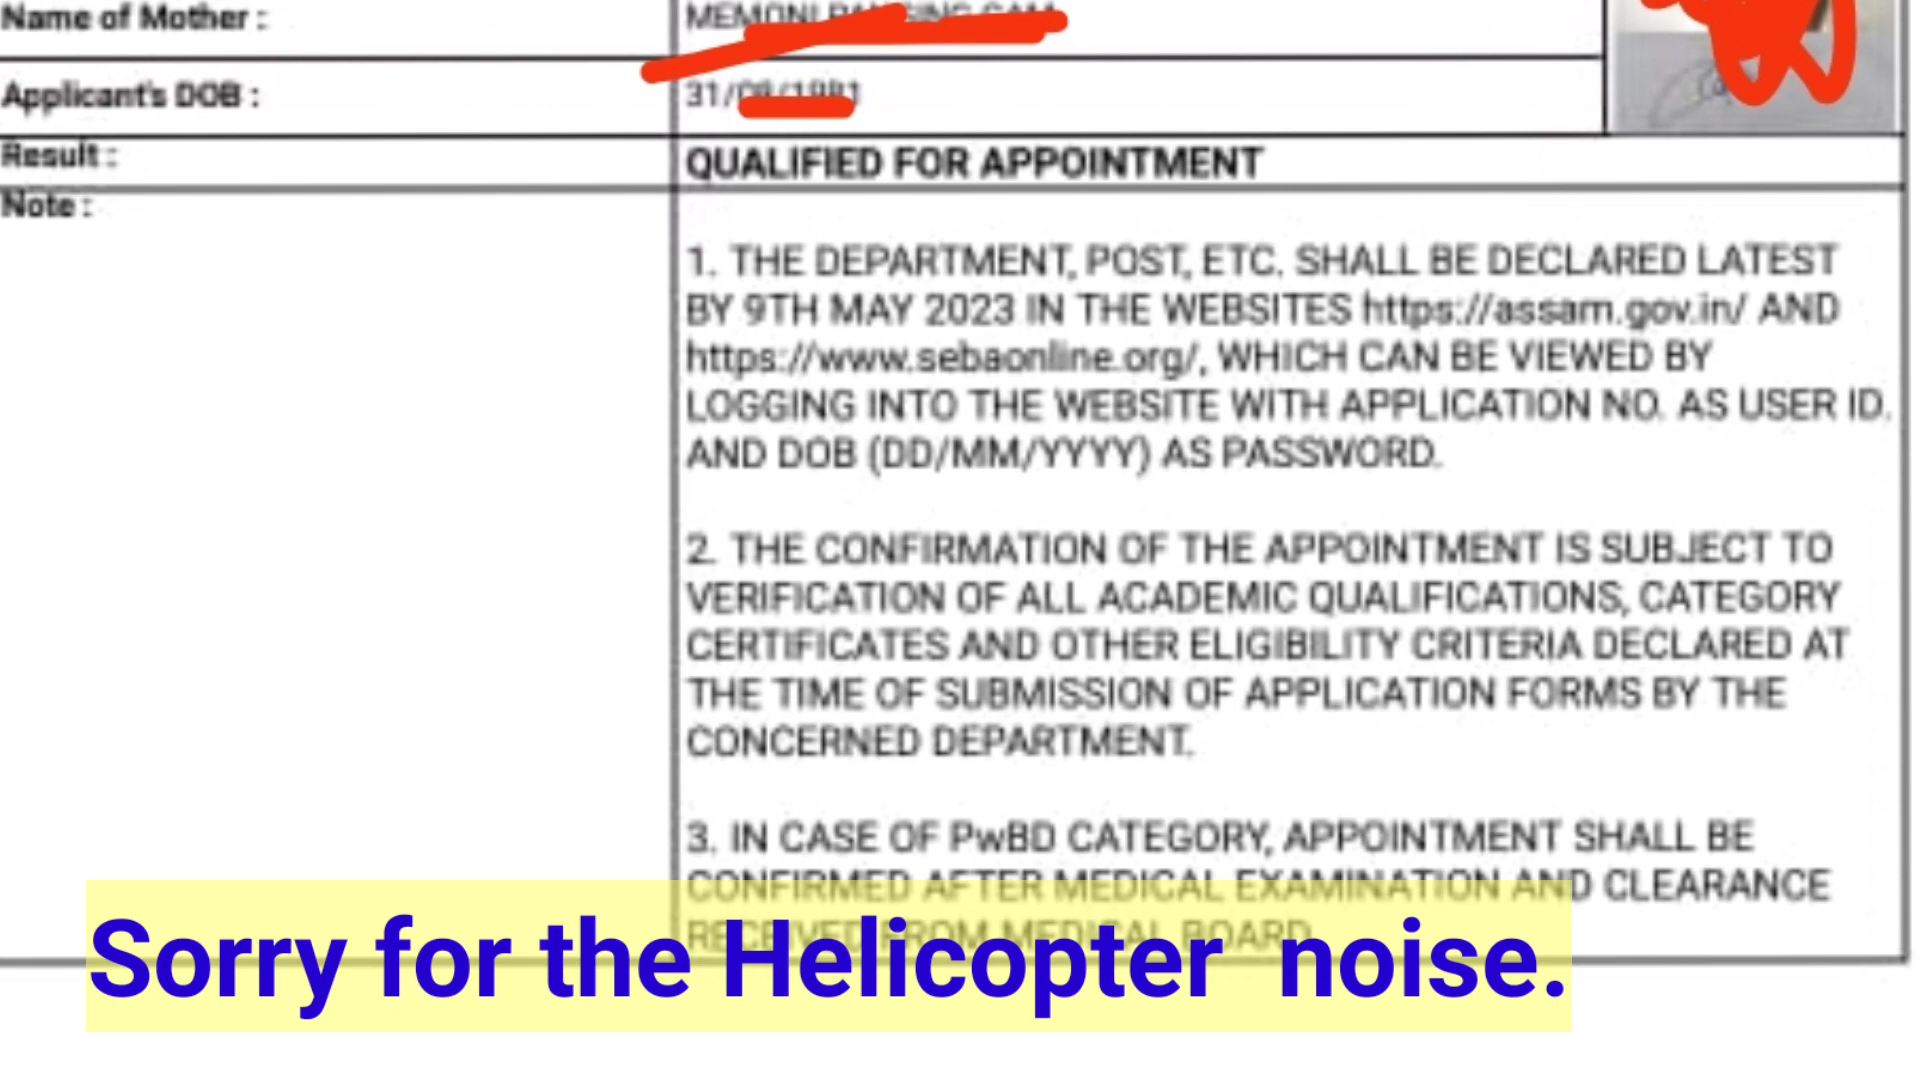 Name of Mother :
Applicant's DOB :
31/
Result :
QUALIFIED FOR APPOINTMENT
Note :
1. THE DEPARTMENT, POST, ETC. SHALL BE DECLARED LATEST
BY 9TH MAY 2023 IN THE WEBSITES https://assam.gov.in/ AND
https://www.sebaonline.org/, WHICH CAN BE VIEWED BY
LOGGING INTO THE WEBSITE WITH APPLICATION NO. AS USER ID.
AND DOB (DD/MM/YYYY) AS PASSWORD.
2. THE CONFIRMATION OF THE APPOINTMENT IS SUBJECT TO
VERIFICATION OF ALL ACADEMIC QUALIFICATIONS, CATEGORY
CERTIFICATES AND OTHER ELIGIBILITY CRITERIA DECLARED AT
THE TIME OF SUBMISSION OF APPLICATION FORMS BY THE
CONCERNED DEPARTMENT.
3. IN CASE OF PwBD CATEGORY, APPOINTMENT SHALL BE
CONFIRMED AFTER MEDICAL EXAMINATION AND CLEARANCE
RECEIVED FROM MEDICAL BOARD
Sorry for the Helicopter noise.